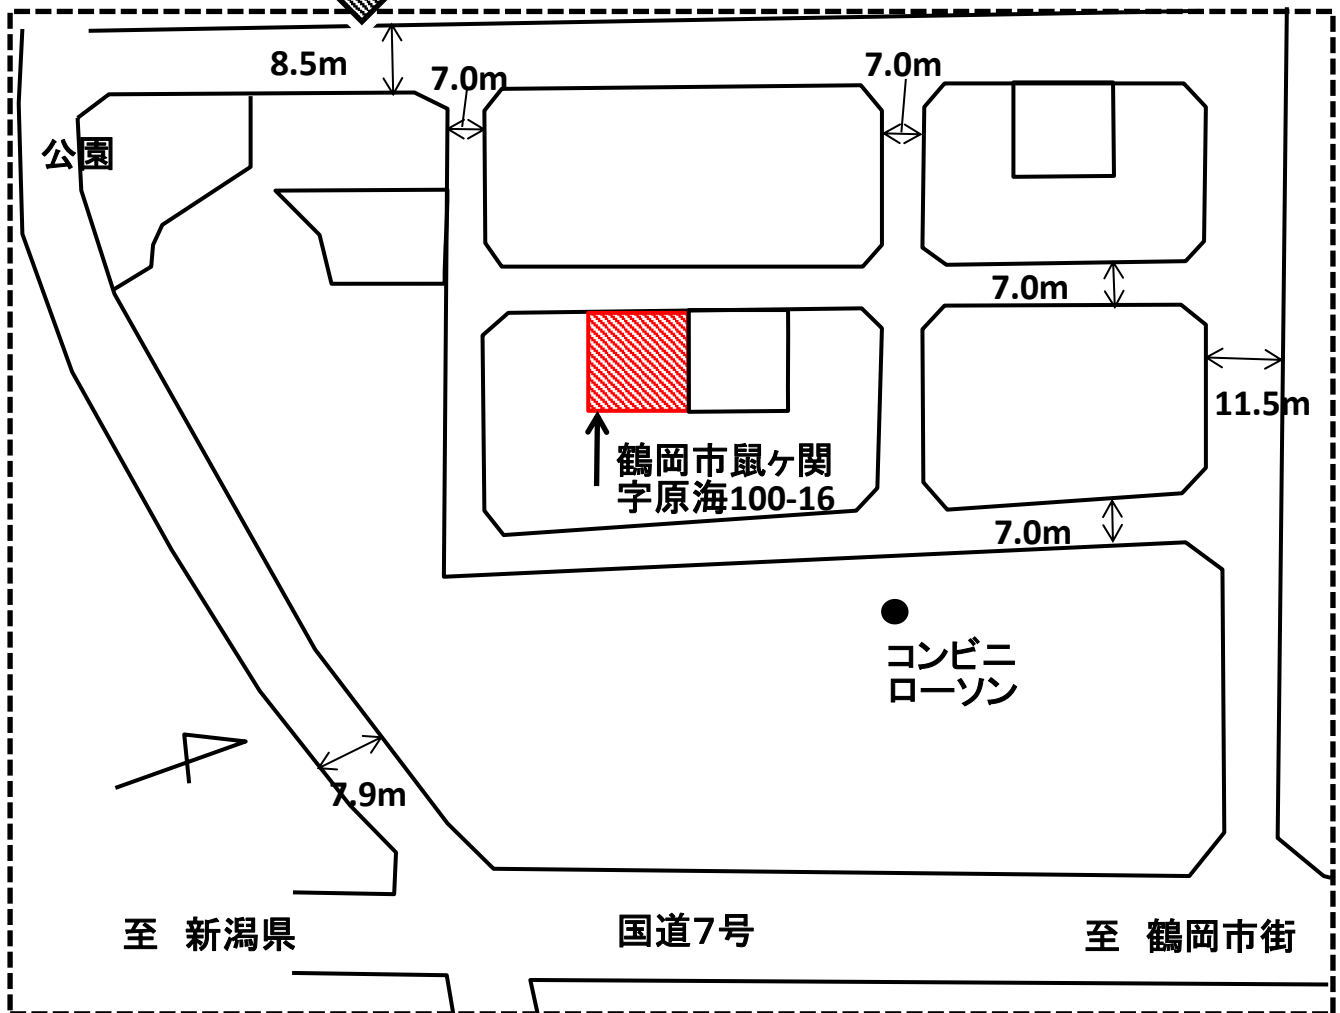 8.5m
7.0m
7.0m
公園
7.0m
11.5m
鶴岡市鼠ヶ関
字原海100-16
7.0m
コンビニ
ローソン
7.9m
至 新潟県
国道7号
至 鶴岡市街